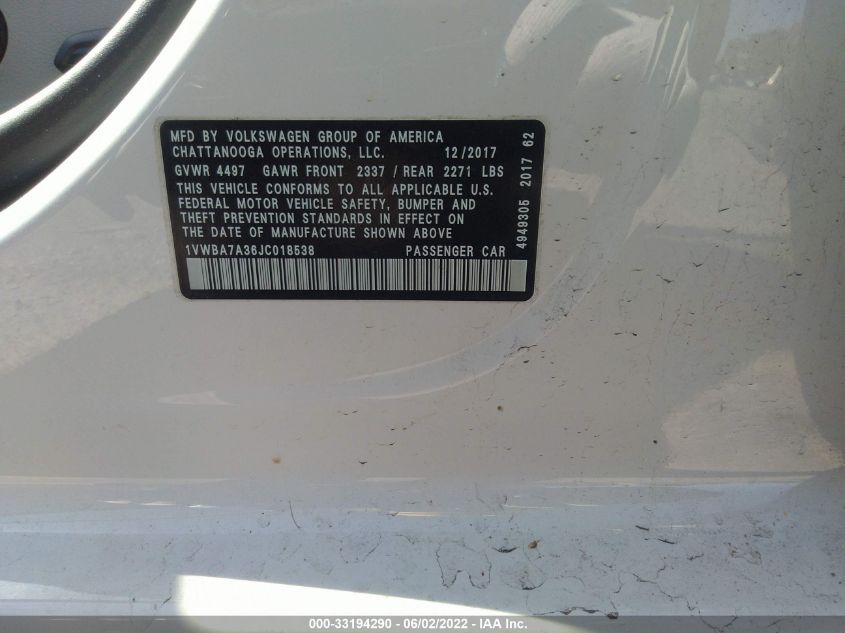 MFD BY VOLKSWAGEN GROUP OF AMERICA
CHATTANOOGA OPERATIONS, LLC. 12/2017
GVWR 4497 GAWR FRONT 2337 / REAR 2271 LBS
THIS VEHICLE CONFORMS TO ALL APPLICABLE U.S.
FEDERAL MOTOR VEHICLE SAFETY, BUMPER AND
THEFT PREVENTION STANDARDS IN EFFECT ON
THE DATE OF MANUFACTURE SHOWN ABOVE
1VWBA7A36JC018538 PASSENGER CAR
4949305 2017 62
000-33194290 - 06/02/2022 - IAA Inc.